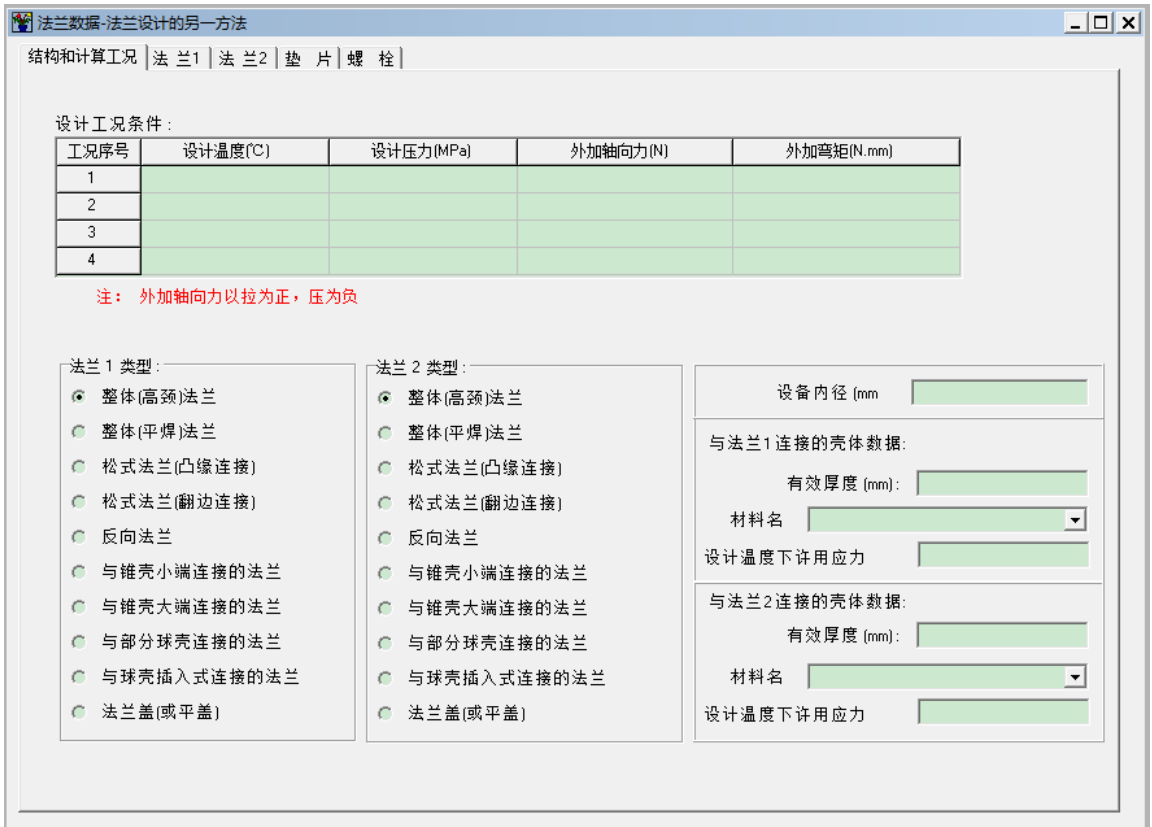 法兰数据-法兰设计的另一方法
结构和计算工况 法 兰1 法 兰2 垫 片 螺 栓
设计工况条件:
工况序号 设计温度(℃) 设计压力(MPa) 外加轴向力(N) 外加弯矩(N.mm)
1
2
3
4
注: 外加轴向力以拉为正，压为负
法兰 1 类型:
整体(高颈)法兰
整体(平焊)法兰
松式法兰(凸缘连接)
松式法兰(翻边连接)
反向法兰
与锥壳小端连接的法兰
与锥壳大端连接的法兰
与部分球壳连接的法兰
与球壳插入式连接的法兰
法兰盖(或平盖)
法兰 2 类型:
整体(高颈)法兰
整体(平焊)法兰
松式法兰(凸缘连接)
松式法兰(翻边连接)
反向法兰
与锥壳小端连接的法兰
与锥壳大端连接的法兰
与部分球壳连接的法兰
与球壳插入式连接的法兰
法兰盖(或平盖)
设备内径 (mm
与法兰1连接的壳体数据:
有效厚度 (mm):
材料名
设计温度下许用应力
与法兰2连接的壳体数据:
有效厚度 (mm):
材料名
设计温度下许用应力